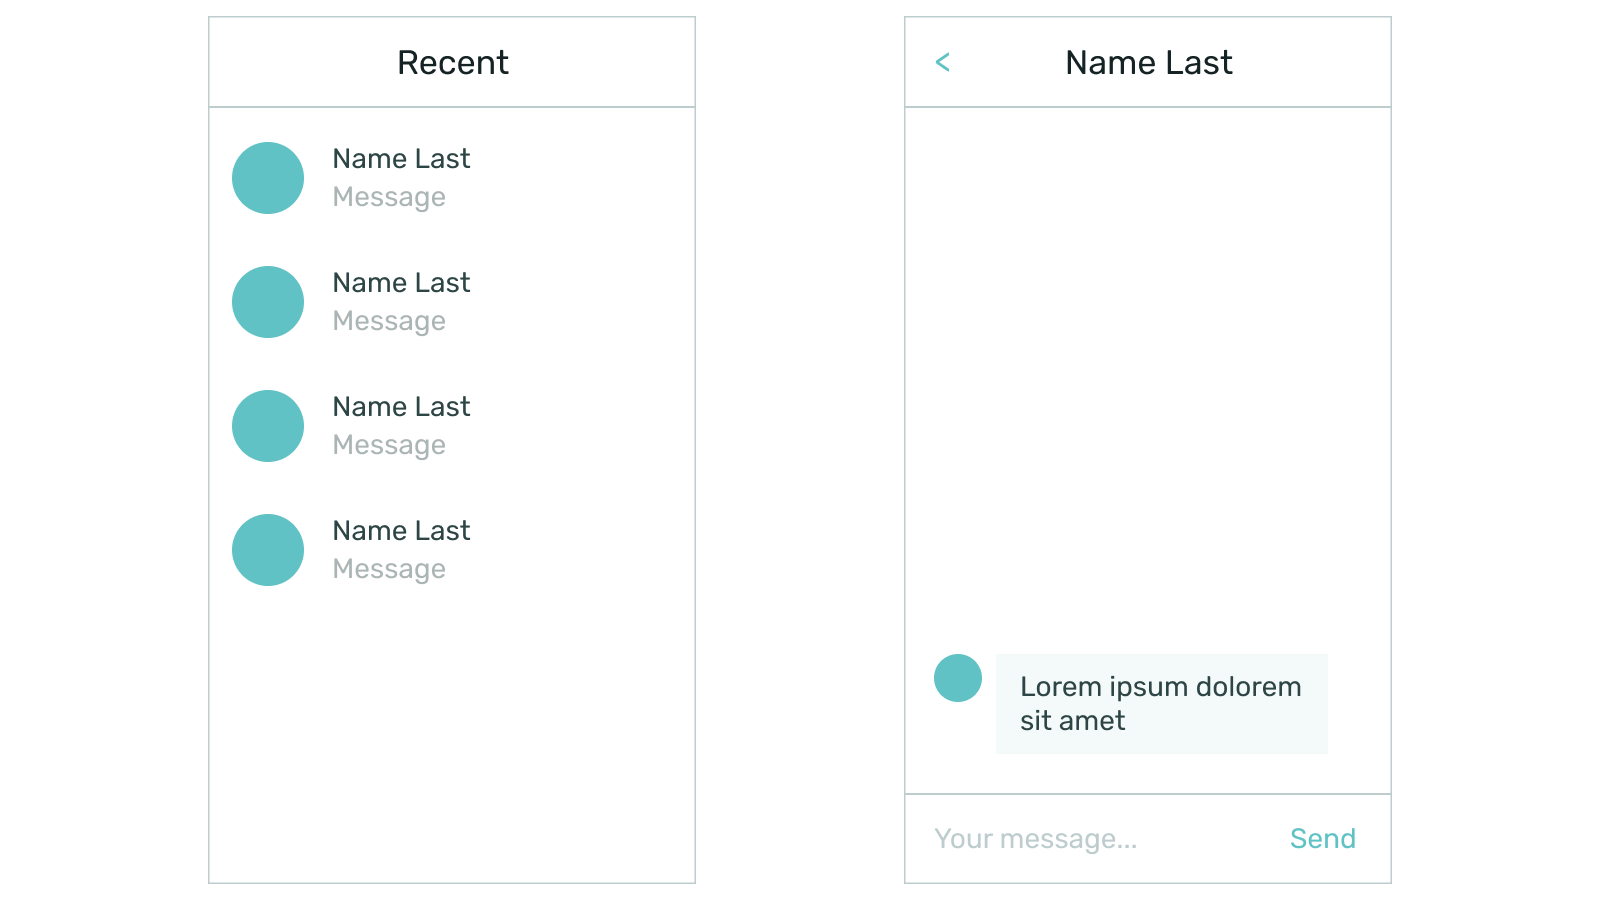 Recent
Name Last
Message
Name Last
Message
Name Last
Message
Name Last
Message
<
Name Last
Lorem ipsum dolorem
sit amet
Your message...
Send